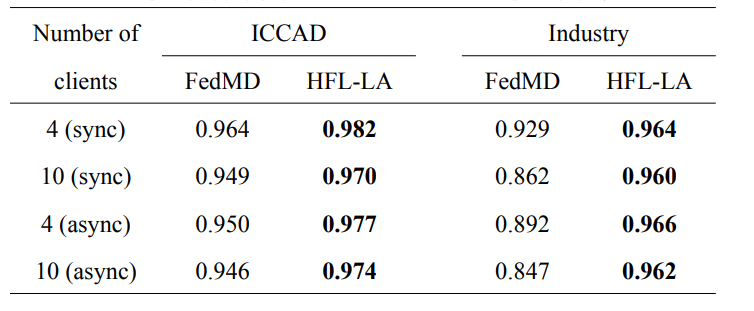 Number of ICCAD Industry
clients FedMD HFL-LA FedMD HFL-LA
4 (sync) 0.964 0.982 0.929 0.964
10 (sync) 0.949 0.970 0.862 0.960
4 (async) 0.950 0.977 0.892 0.966
10 (async) 0.946 0.974 0.847 0.962